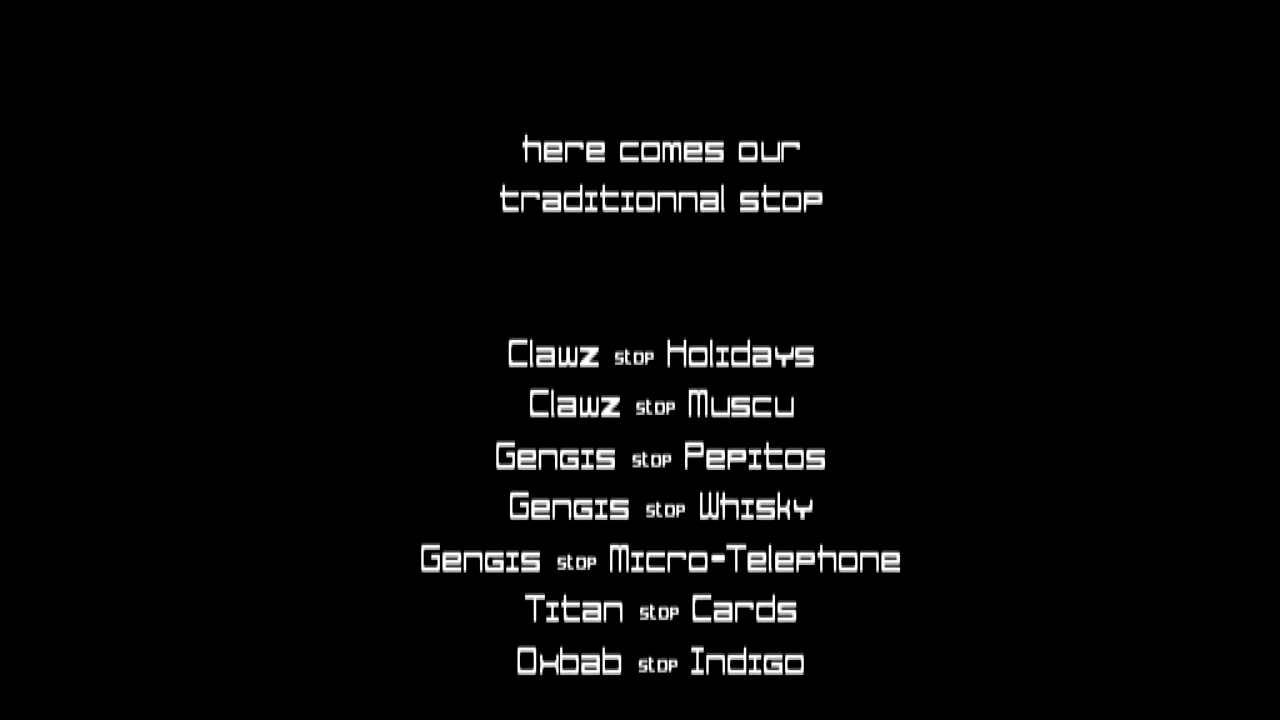 here comes our
traditionnal stop
Clawz stop Holidays
Clawz stop Muscu
Gengis stop Pepitos
Gengis stop Whisky
Gengis stop Micro-Telephone
Titan stop Cards
Oxbab stop Indigo